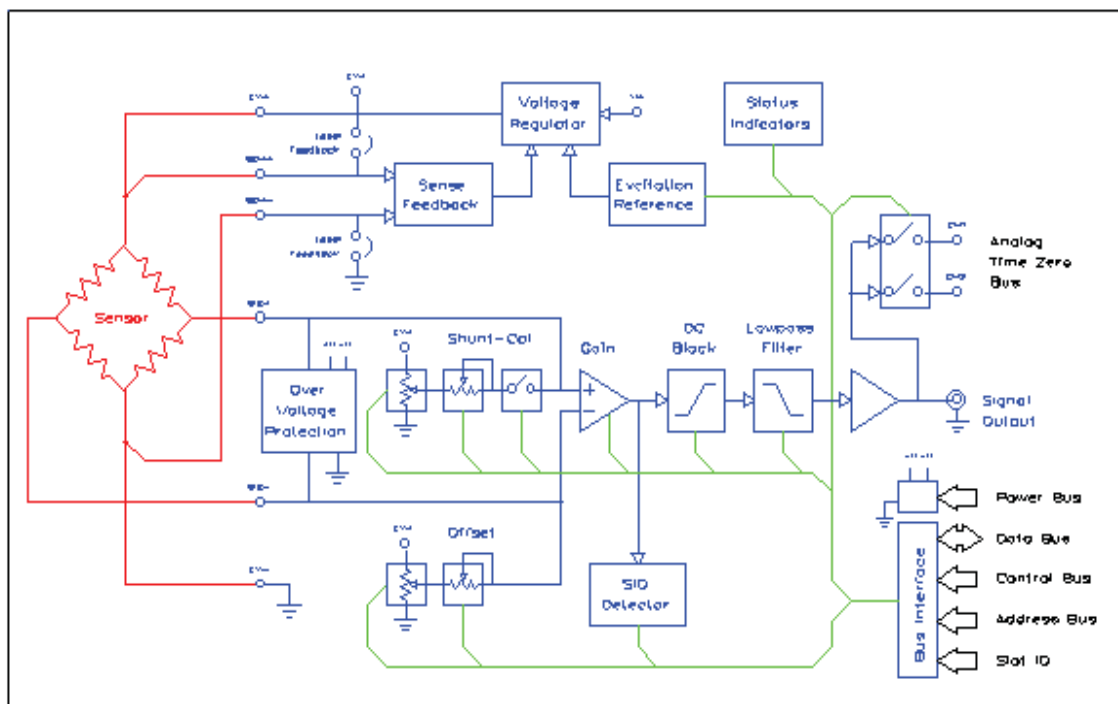 Voltage
Regulator
Status
Indicators
Feedback
Sense
Feedback
Excitation
Reference
Analog
Time Zero
Bus
Sensor
Shunt-Cal
Gain
DC
Block
Lowpass
Filter
Over
Voltage
Protection
Signal
Output
Power Bus
Offset
Data Bus
Control Bus
Bus Interface
Address Bus
Slot ID
Detector